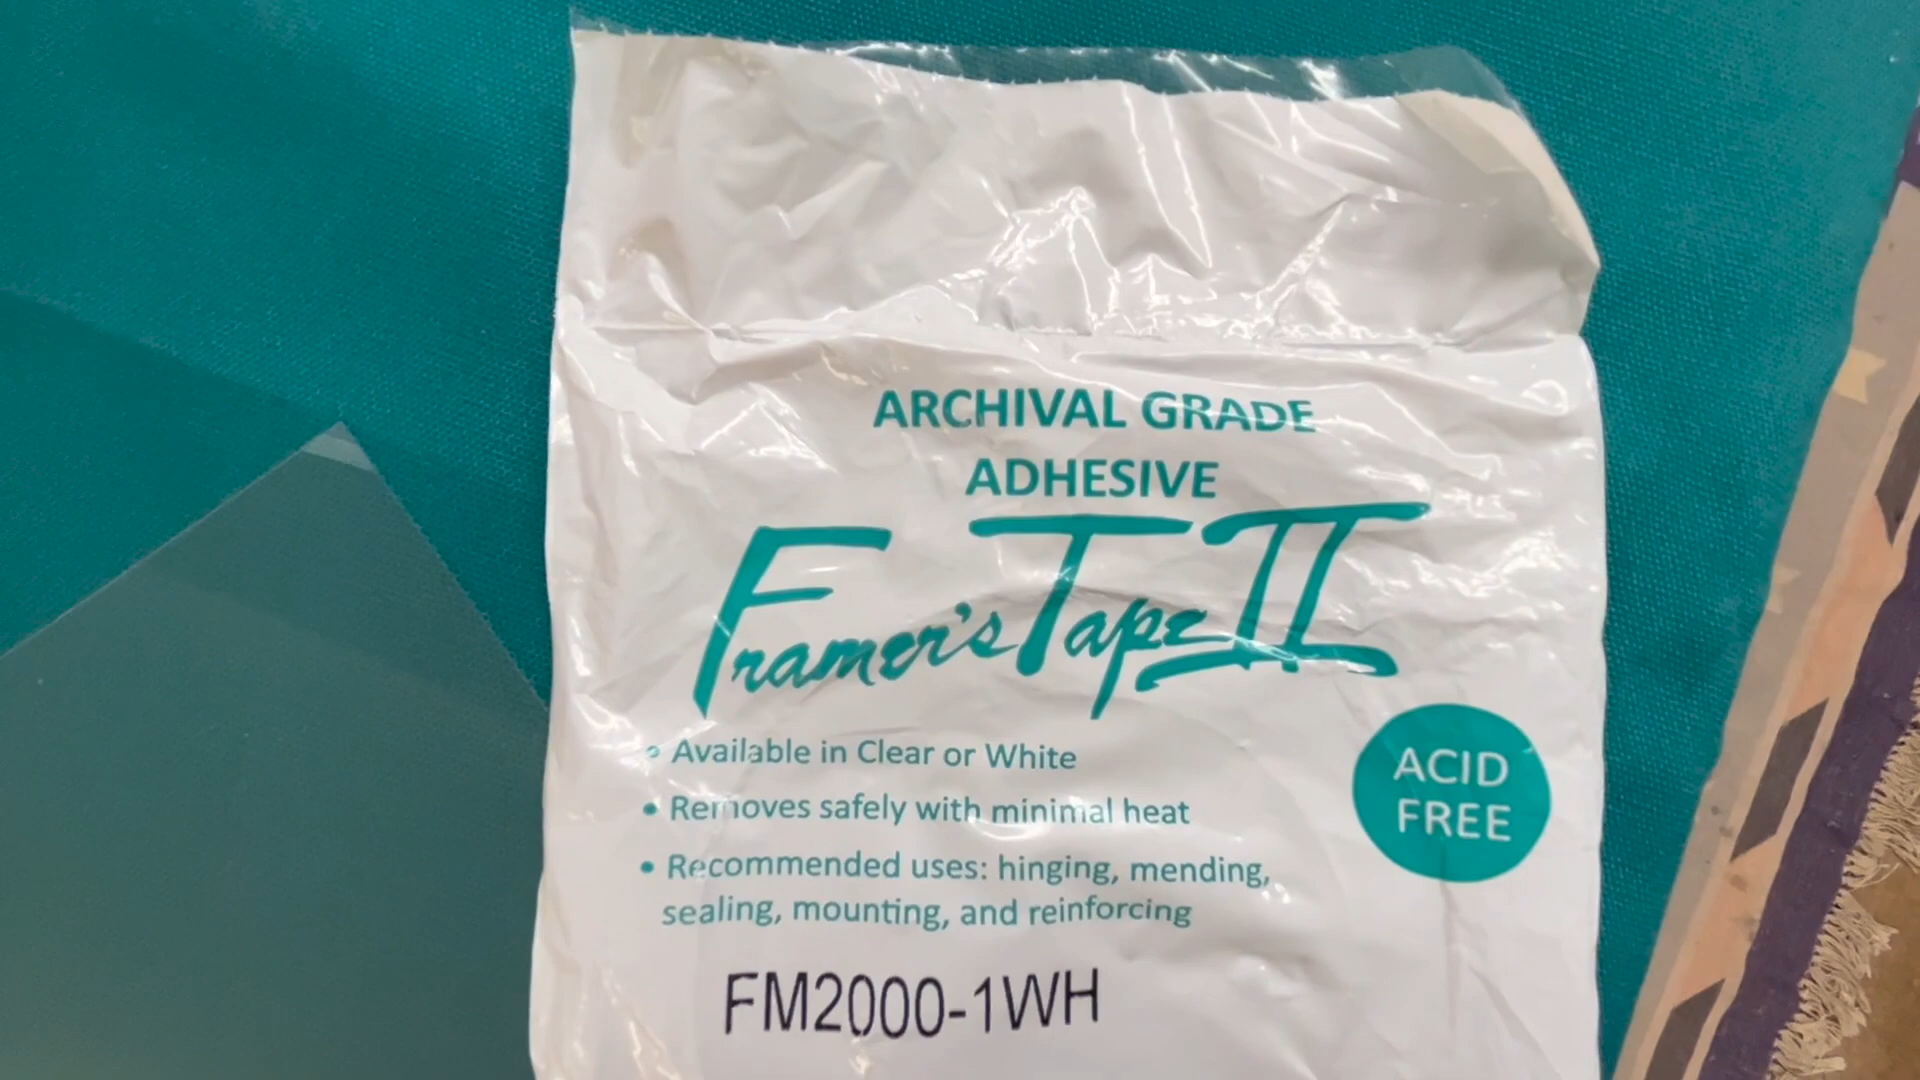 ARCHIVAL GRADE
ADHESIVE
Framer's Tape II
• Available in Clear or White
• Removes safely with minimal heat
• Recommended uses: hinging, mending,
sealing, mounting, and reinforcing
ACID
FREE
FM2000-1WH